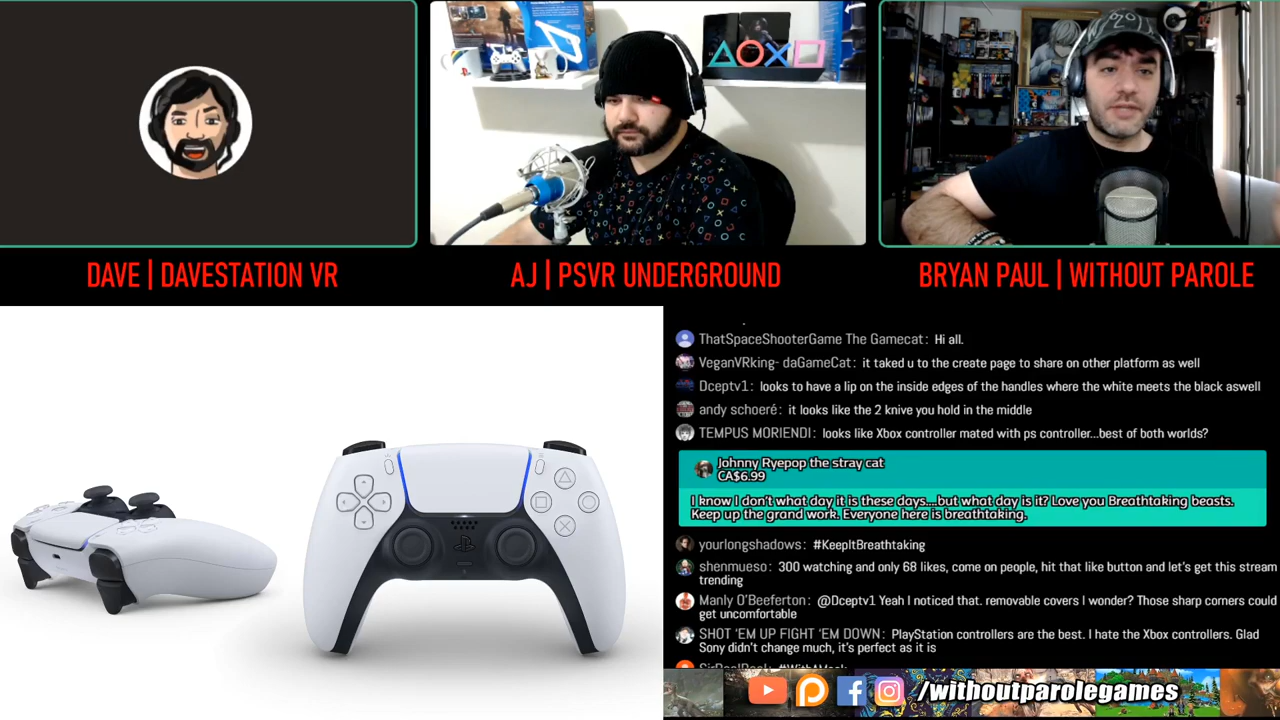 DAVE | DAVESTATION VR
AJ | PSVR UNDERGROUND
BRYAN PAUL | WITHOUT PAROLE
ThatSpaceShooterGame The Gamecat: Hi all.
VeganVRking- daGameCat: it taked u to the create page to share on other platform as well
Dceptv1: looks to have a lip on the inside edges of the handles where the white meets the black aswell
andy schoeré: it looks like the 2 knive you hold in the middle
TEMPUS MORIENDI: looks like Xbox controller mated with ps controller...best of both worlds?
Johnny Ryepop the stray cat
CA$6.99
I know I don't what day it is these days....but what day is it? Love you Breathtaking beasts.
Keep up the grand work. Everyone here is breathtaking.
yourlongshadows: #KeepItBreathtaking
shenmueso: 300 watching and only 68 likes, come on people, hit that like button and let's get this stream
trending
Manly O'Beeferton: @Dceptv1 Yeah I noticed that. removable covers I wonder? Those sharp corners could
get uncomfortable
SHOT 'EM UP FIGHT 'EM DOWN: PlayStation controllers are the best. I hate the Xbox controllers. Glad
Sony didn't change much, it's perfect as it is
/withoutparolegames